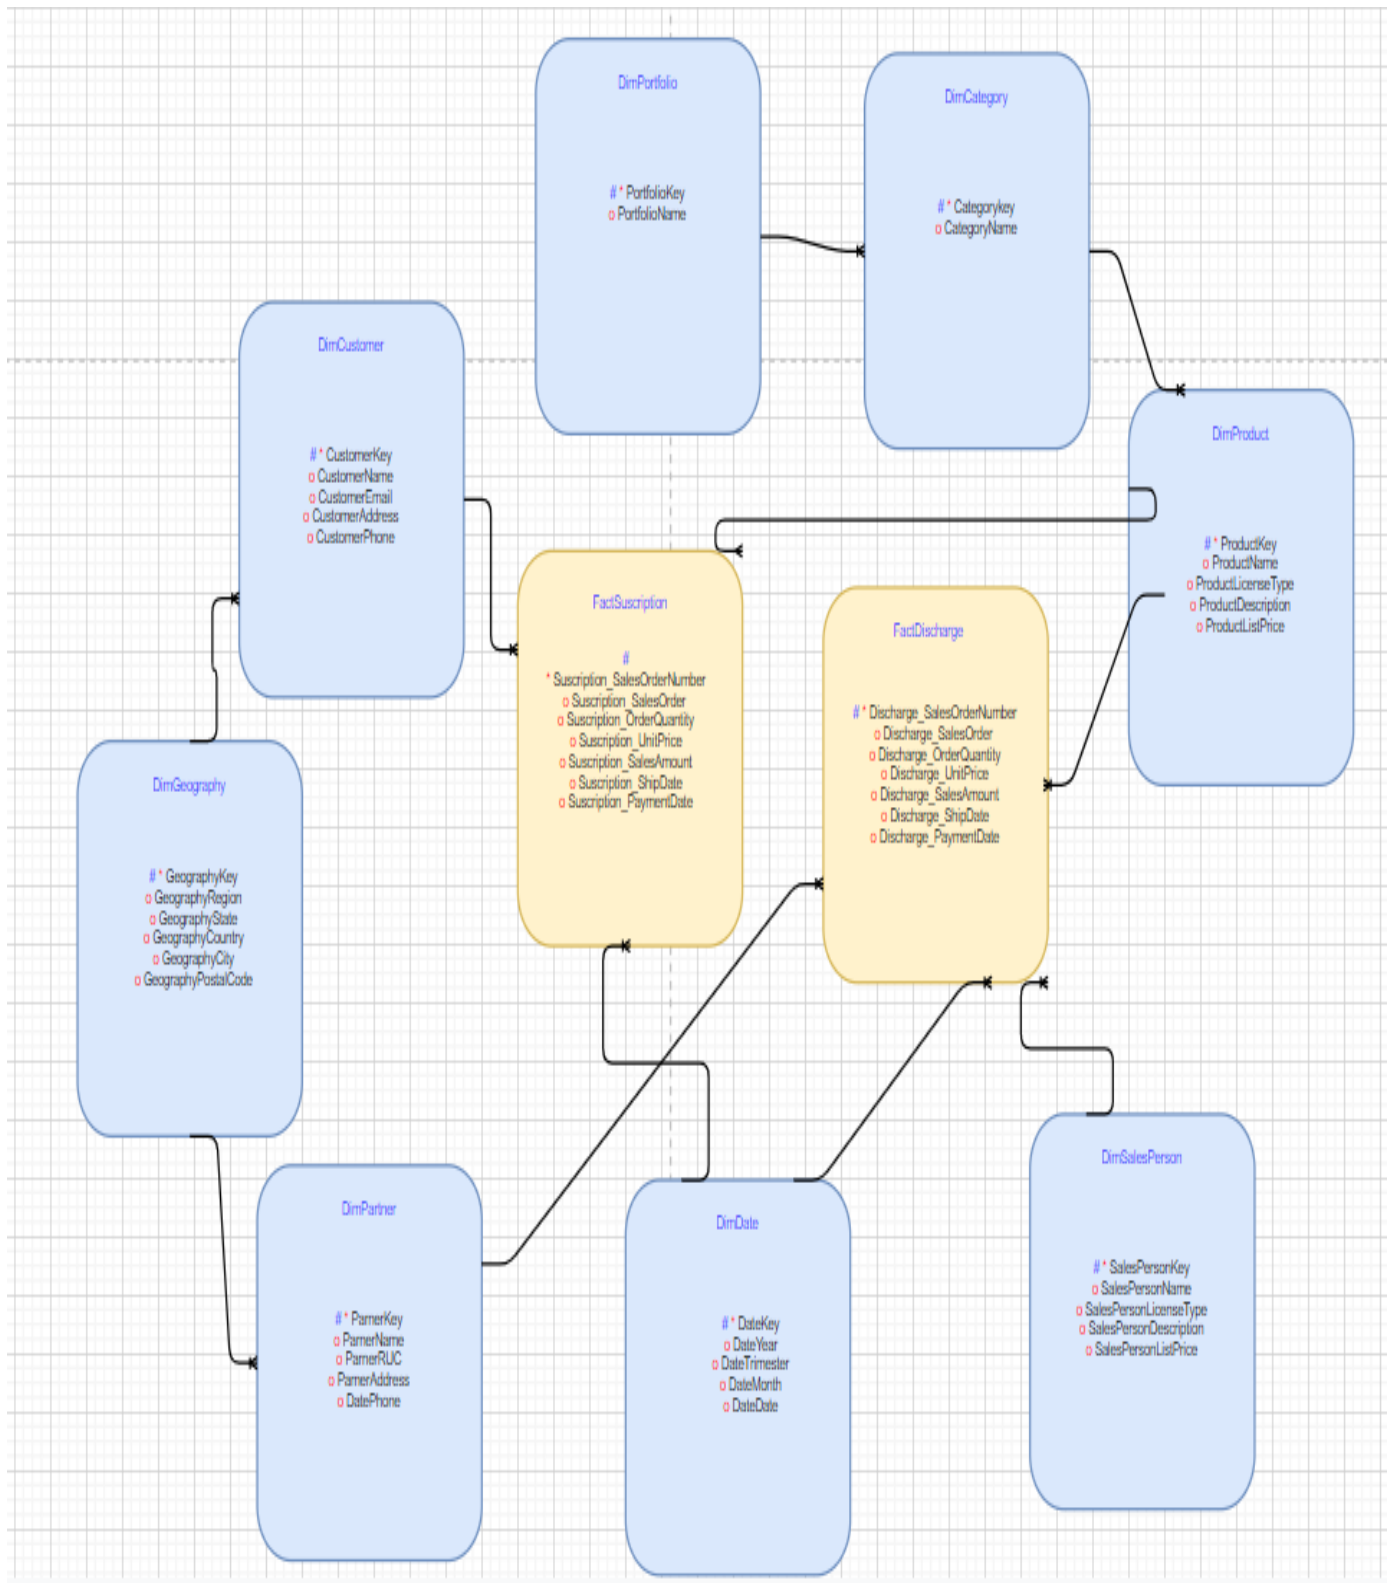 DimPortfolio
# * PortfolioKey
o PortfolioName
DimCategory
# * Categorykey
o CategoryName
DimCustomer
# * CustomerKey
o CustomerName
o CustomerEmail
o CustomerAddress
o CustomerPhone
DimProduct
# * ProductKey
o ProductName
o ProductLicenseType
o ProductDescription
o ProductListPrice
FactSuscription
#
* Suscription_SalesOrderNumber
o Suscription_SalesOrder
o Suscription_OrderQuantity
o Suscription_UnitPrice
o Suscription_SalesAmount
o Suscription_ShipDate
o Suscription_PaymentDate
FactDischarge
# * Discharge_SalesOrderNumber
o Discharge_SalesOrder
o Discharge_OrderQuantity
o Discharge_UnitPrice
o Discharge_SalesAmount
o Discharge_ShipDate
o Discharge_PaymentDate
DimGeography
# * GeographyKey
o GeographyRegion
o GeographyState
o GeographyCountry
o GeographyCity
o GeographyPostalCode
DimPartner
# * ParnerKey
o ParnerName
o ParnerRUC
o ParnerAddress
o DatePhone
DimDate
# * DateKey
o DateYear
o DateTrimester
o DateMonth
o DateDate
DimSalesPerson
# * SalesPersonKey
o SalesPersonName
o SalesPersonLicenseType
o SalesPersonDescription
o SalesPersonListPrice